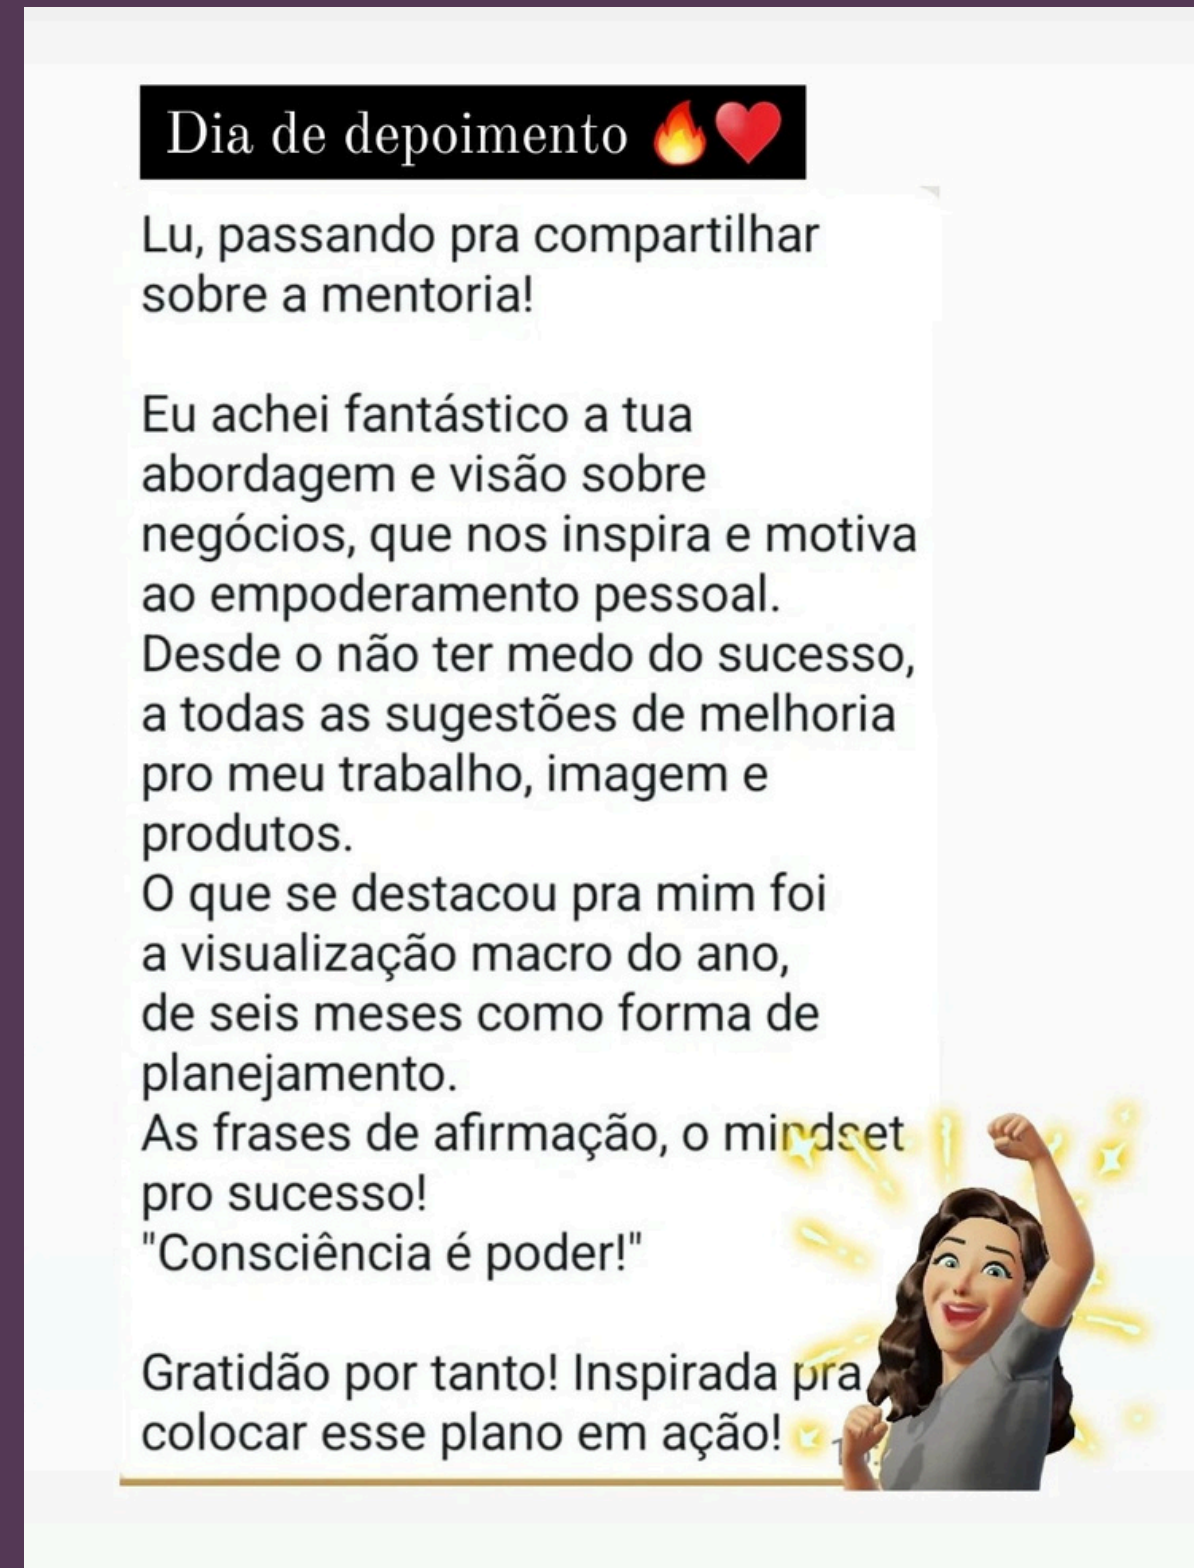 Dia de depoimento 🔥❤️
Lu, passando pra compartilhar
sobre a mentoria!
Eu achei fantástico a tua
abordagem e visão sobre
negócios, que nos inspira e motiva
ao empoderamento pessoal.
Desde o não ter medo do sucesso,
a todas as sugestões de melhoria
pro meu trabalho, imagem e
produtos.
O que se destacou pra mim foi
a visualização macro do ano,
de seis meses como forma de
planejamento.
As frases de afirmação, o mindset
pro sucesso!
"Consciência é poder!"
Gratidão por tanto! Inspirada pra
colocar esse plano em ação!